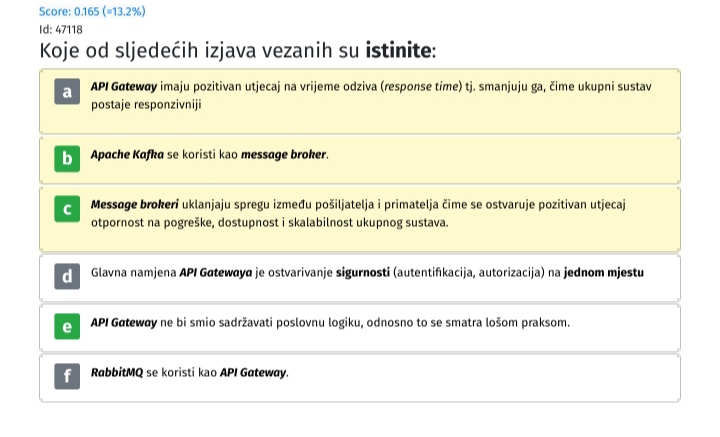 Score: 0.165 (=13.2%)
Id: 47118
Koje od sljedećih izjava vezanih su istinite:
a
API Gateway imaju pozitivan utjecaj na vrijeme odziva (response time) tj. smanjuju ga, čime ukupni sustav
postaje responzivniji
b
Apache Kafka se koristi kao message broker.
c
Message brokeri uklanjaju spregu između pošiljatelja i primatelja čime se ostvaruje pozitivan utjecaj
otpornost na pogreške, dostupnost i skalabilnost ukupnog sustava.
d
Glavna namjena API Gatewaya je ostvarivanje sigurnosti (autentifikacija, autorizacija) na jednom mjestu
e
API Gateway ne bi smio sadržavati poslovnu logiku, odnosno to se smatra lošom praksom.
f
RabbitMQ se koristi kao API Gateway.